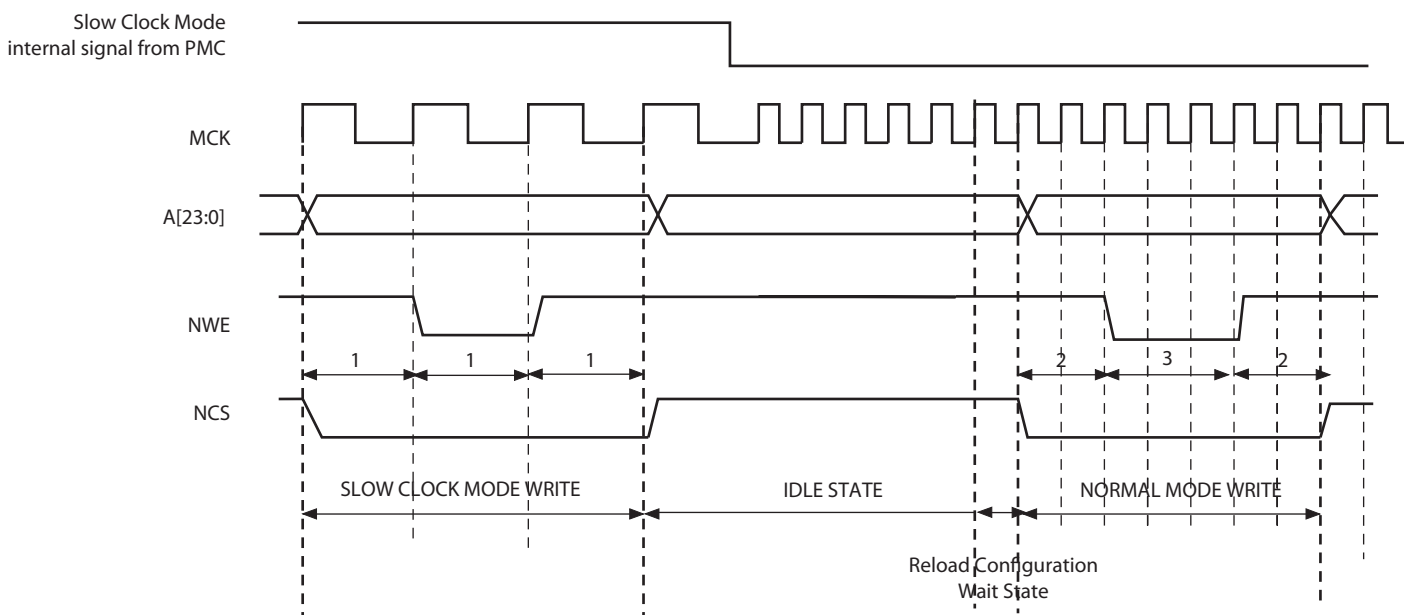 Slow Clock Mode
internal signal from PMC
MCK
A[23:0]
NWE
1 1 1 2 3 2
NCS
SLOW CLOCK MODE WRITE IDLE STATE NORMAL MODE WRITE
Reload Configuration
Wait State